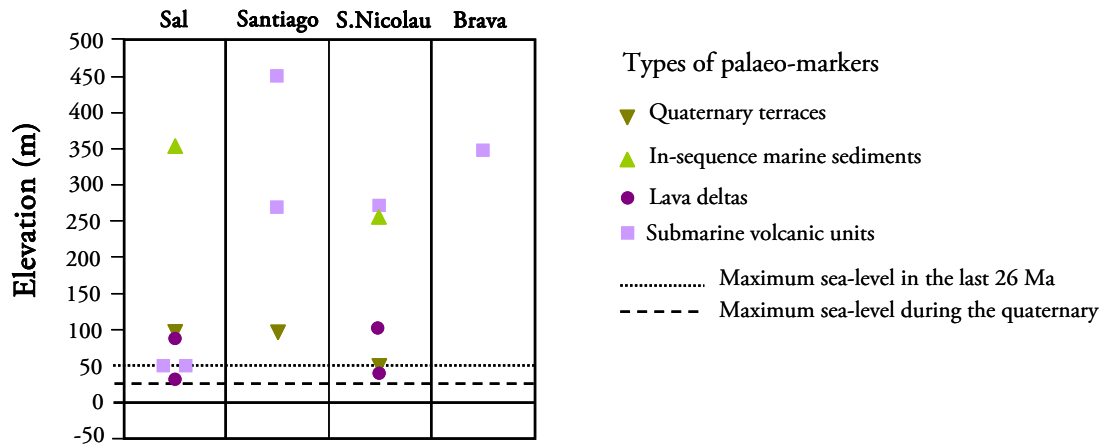 Sal Santiago S.Nicolau Brava
500
450
400
350
300
250
200
150
100
50
0
-50
Elevation (m)
Types of palaeo-markers
Quaternary terraces
In-sequence marine sediments
Lava deltas
Submarine volcanic units
Maximum sea-level in the last 26 Ma
Maximum sea-level during the quaternary